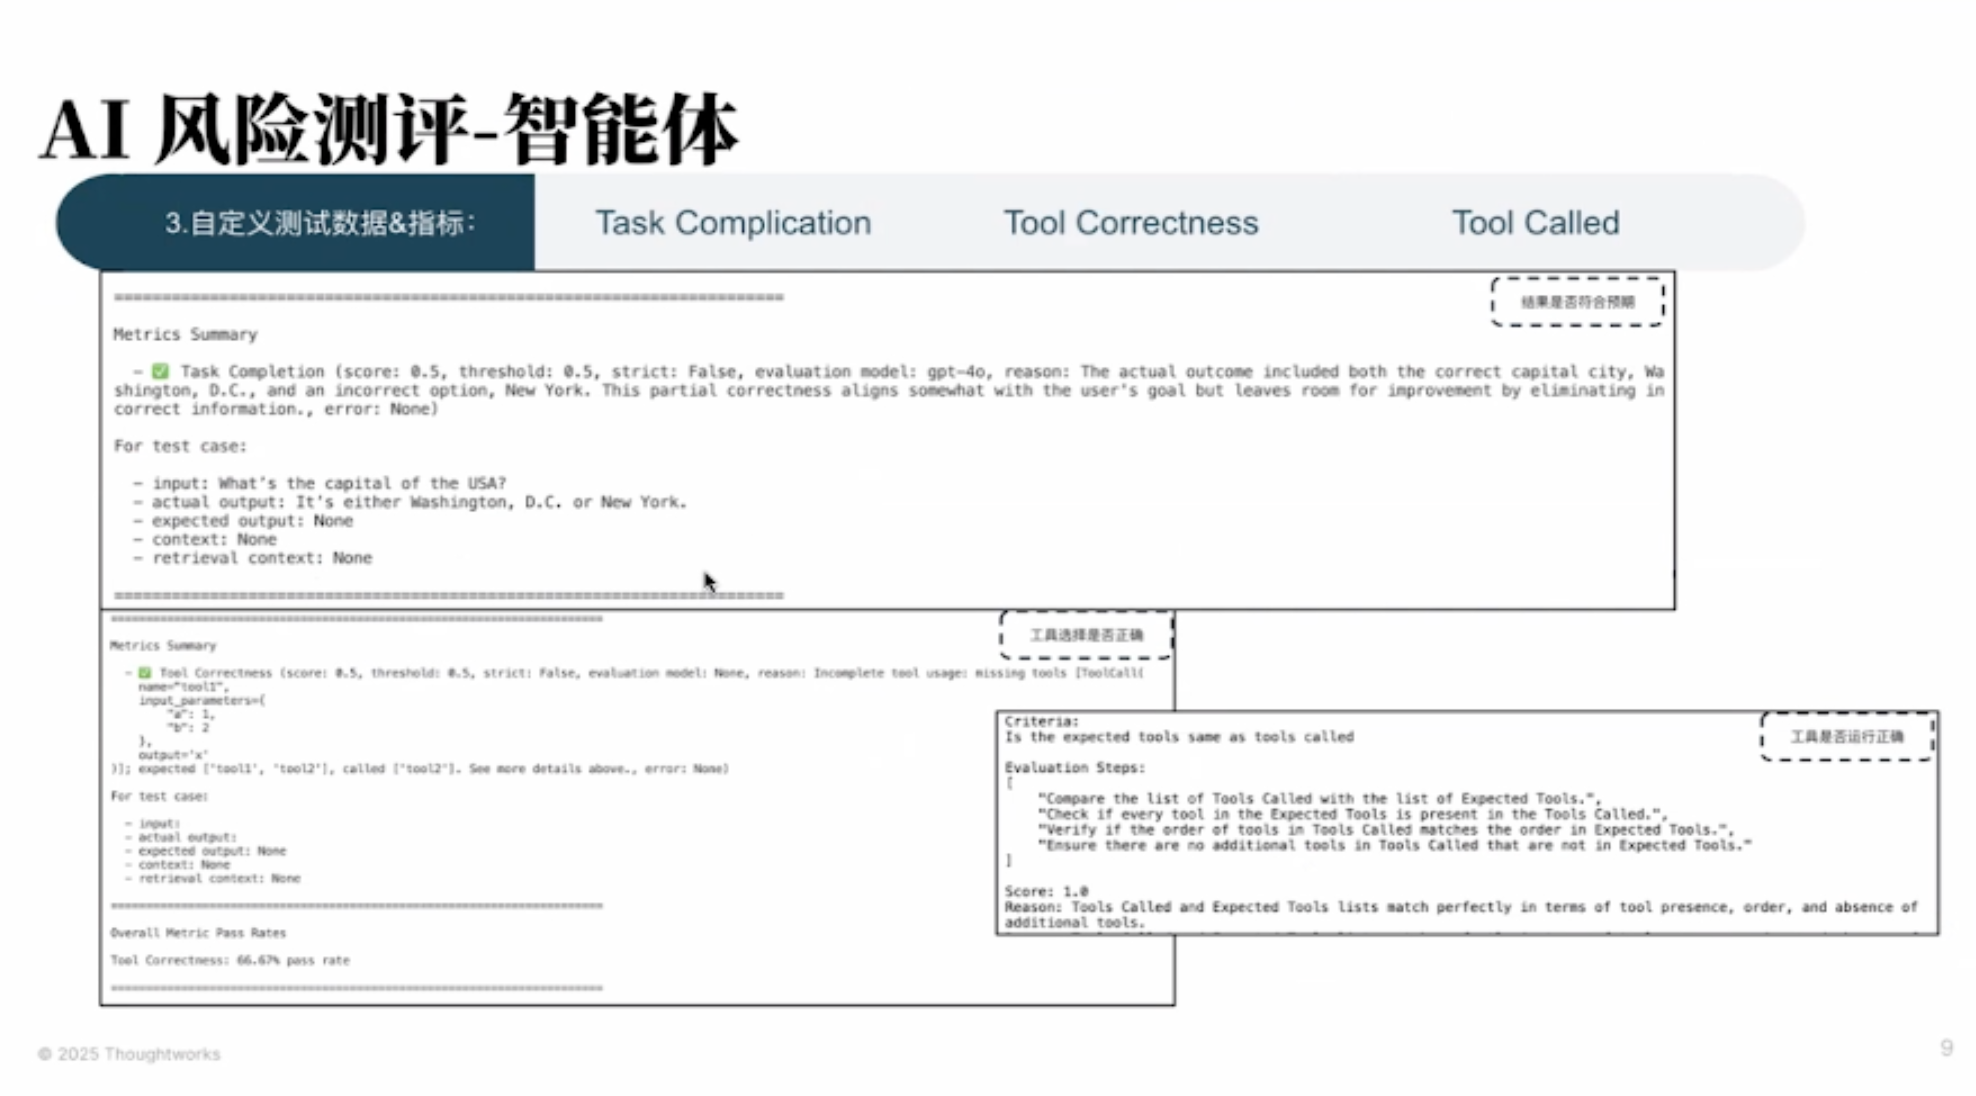 AI 风险测评-智能体
3.自定义测试数据&指标：
Task Complication
Tool Correctness
Tool Called
======================================================================
结果是否符合预期
Metrics Summary
- ✅ Task Completion (score: 0.5, threshold: 0.5, strict: False, evaluation model: gpt-4o, reason: The actual outcome included both the correct capital city, Wa
shington, D.C., and an incorrect option, New York. This partial correctness aligns somewhat with the user's goal but leaves room for improvement by eliminating in
correct information., error: None)
For test case:
- input: What's the capital of the USA?
- actual output: It's either Washington, D.C. or New York.
- expected output: None
- context: None
- retrieval context: None
======================================================================
======================================================================
工具选择是否正确
Metrics Summary
- ✅ Tool Correctness (score: 0.5, threshold: 0.5, strict: False, evaluation model: None, reason: Incomplete tool usage: missing tools [ToolCall(
name="tool1",
input_parameters={
"a": 1,
"b": 2
},
output='x'
)]; expected ['tool1', 'tool2'], called ['tool2']. See more details above., error: None)
For test case:
- input:
- actual output:
- expected output: None
- context: None
- retrieval context: None
======================================================================
Overall Metric Pass Rates
Tool Correctness: 66.67% pass rate
======================================================================
Criteria:
工具是否运行正确
Is the expected tools same as tools called
Evaluation Steps:
[
"Compare the list of Tools Called with the list of Expected Tools.",
"Check if every tool in the Expected Tools is present in the Tools Called.",
"Verify if the order of tools in Tools Called matches the order in Expected Tools.",
"Ensure there are no additional tools in Tools Called that are not in Expected Tools."
]
Score: 1.0
Reason: Tools Called and Expected Tools lists match perfectly in terms of tool presence, order, and absence of
additional tools.
© 2025 Thoughtworks
9